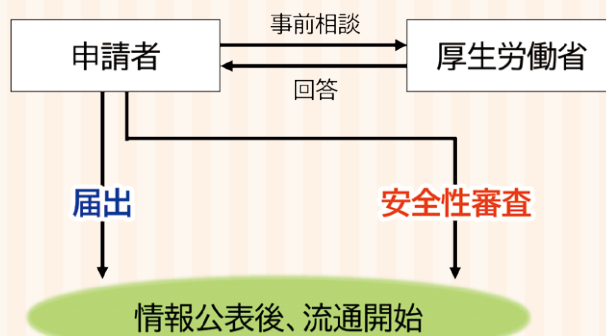 事前相談
申請者
厚生労働省
回答
届出
安全性審査
情報公表後、流通開始